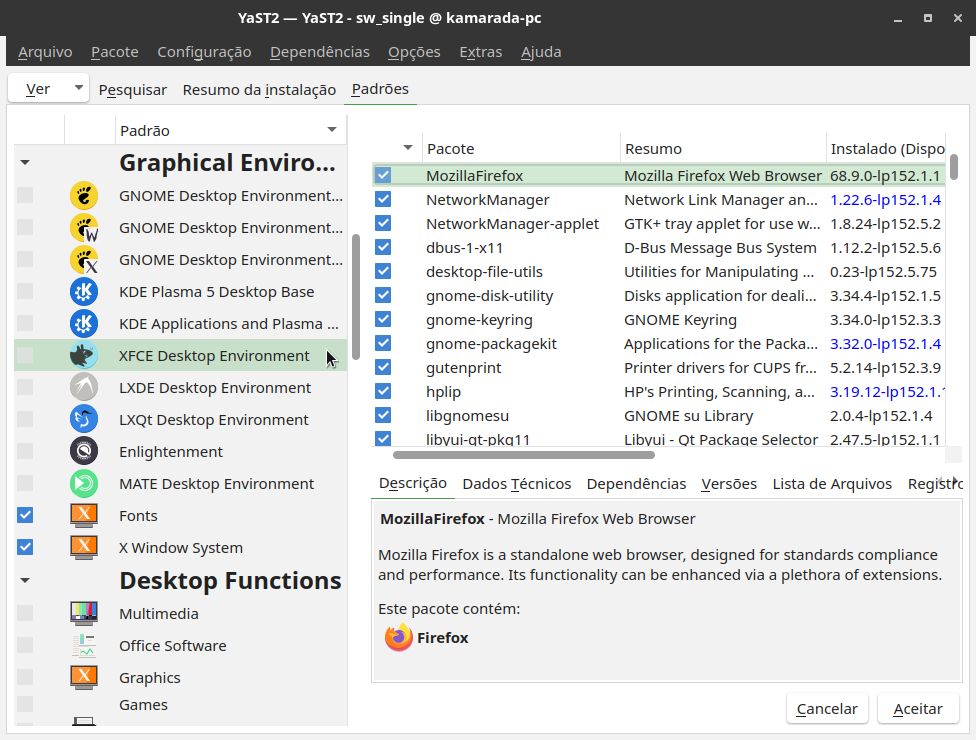 YaST2 — YaST2 - sw_single @ kamarada-pc
Arquivo Pacote Configuração Dependências Opções Extras Ajuda
Ver Pesquisar Resumo da instalação Padrões
Padrão
Graphical Enviro...
GNOME Desktop Environment...
GNOME Desktop Environment...
GNOME Desktop Environment...
KDE Plasma 5 Desktop Base
KDE Applications and Plasma ...
XFCE Desktop Environment
LXDE Desktop Environment
LXQt Desktop Environment
Enlightenment
MATE Desktop Environment
Fonts
X Window System
Desktop Functions
Multimedia
Office Software
Graphics
Games
Pacote Resumo Instalado (Dispo
MozillaFirefox Mozilla Firefox Web Browser 68.9.0-lp152.1.1
NetworkManager Network Link Manager an... 1.22.6-lp152.1.4
NetworkManager-applet GTK+ tray applet for use w... 1.8.24-lp152.5.2
dbus-1-x11 D-Bus Message Bus System 1.12.2-lp152.5.6
desktop-file-utils Utilities for Manipulating ... 0.23-lp152.5.75
gnome-disk-utility Disks application for deali... 3.34.4-lp152.1.5
gnome-keyring GNOME Keyring 3.34.0-lp152.3.3
gnome-packagekit Applications for the Packa... 3.32.0-lp152.1.4
gutenprint Printer drivers for CUPS fr... 5.2.14-lp152.3.9
hplip HP's Printing, Scanning, a... 3.19.12-lp152.1.1
libgnomesu GNOME su Library 2.0.4-lp152.1.4
libyui-qt-pkg11 Libyui - Qt Package Selector 2.47.5-lp152.1.1
Descrição Dados Técnicos Dependências Versões Lista de Arquivos
MozillaFirefox - Mozilla Firefox Web Browser
Mozilla Firefox is a standalone web browser, designed for standards compliance
and performance. Its functionality can be enhanced via a plethora of extensions.
Este pacote contém:
Firefox
Cancelar Aceitar